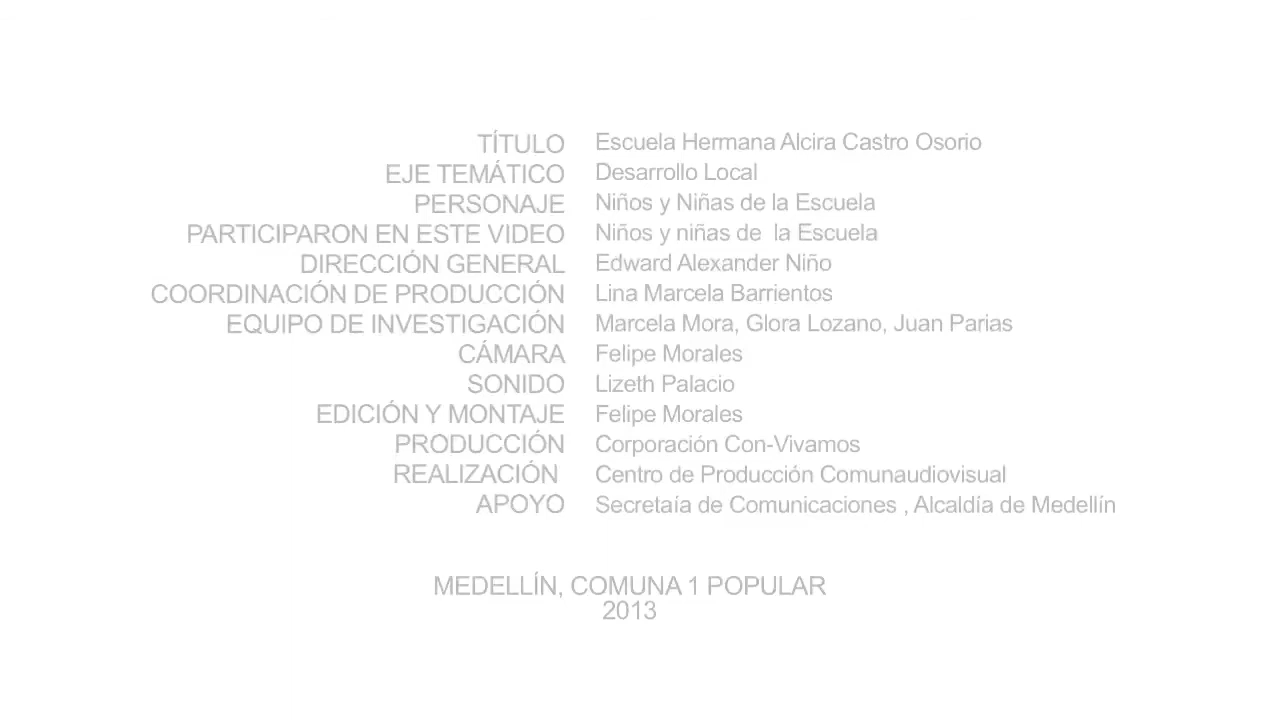 TÍTULO Escuela Hermana Alcira Castro Osorio
EJE TEMÁTICO Desarrollo Local
PERSONAJE Niños y Niñas de la Escuela
PARTICIPARON EN ESTE VIDEO Niños y niñas de la Escuela
DIRECCIÓN GENERAL Edward Alexander Niño
COORDINACIÓN DE PRODUCCIÓN Lina Marcela Barrientos
EQUIPO DE INVESTIGACIÓN Marcela Mora, Glora Lozano, Juan Parias
CÁMARA Felipe Morales
SONIDO Lizeth Palacio
EDICIÓN Y MONTAJE Felipe Morales
PRODUCCIÓN Corporación Con-Vivamos
REALIZACIÓN Centro de Producción Comunaudiovisual
APOYO Secretaía de Comunicaciones , Alcaldía de Medellín
MEDELLÍN, COMUNA 1 POPULAR
2013